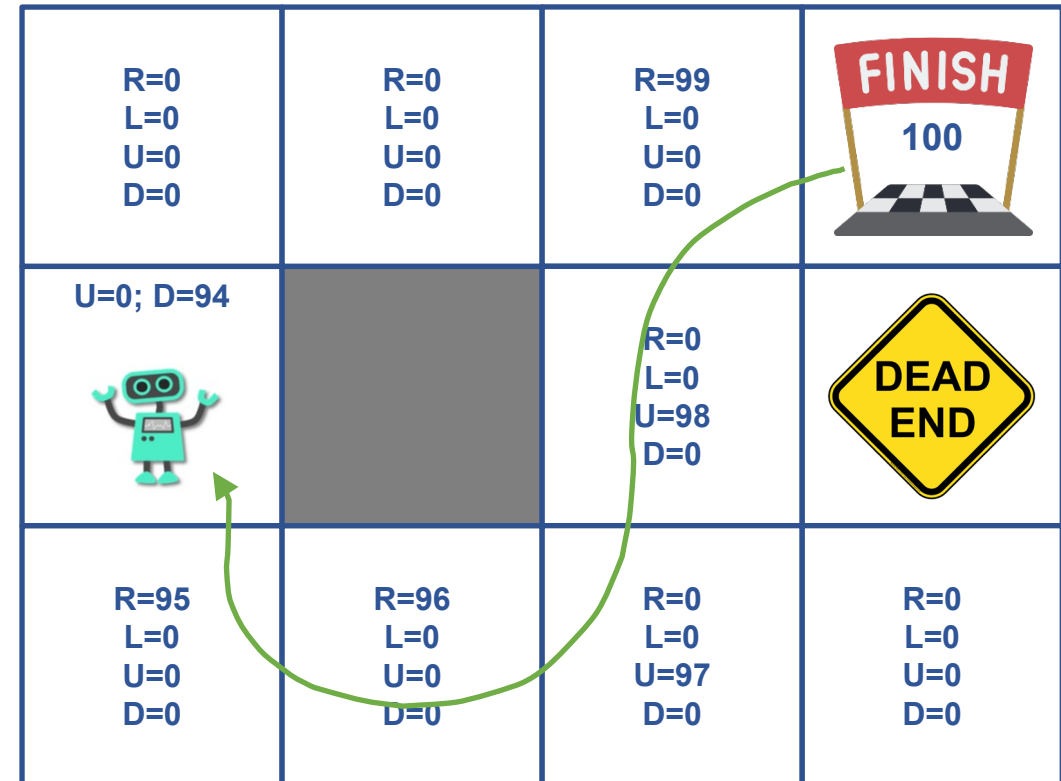 R=0
L=0
U=0
D=0
R=0
L=0
U=0
D=0
R=99
L=0
U=0
D=0
FINISH
100
U=0; D=94
R=0
L=0
U=98
D=0
DEAD
END
R=95
L=0
U=0
D=0
R=96
L=0
U=0
D=0
R=0
L=0
U=97
D=0
R=0
L=0
U=0
D=0